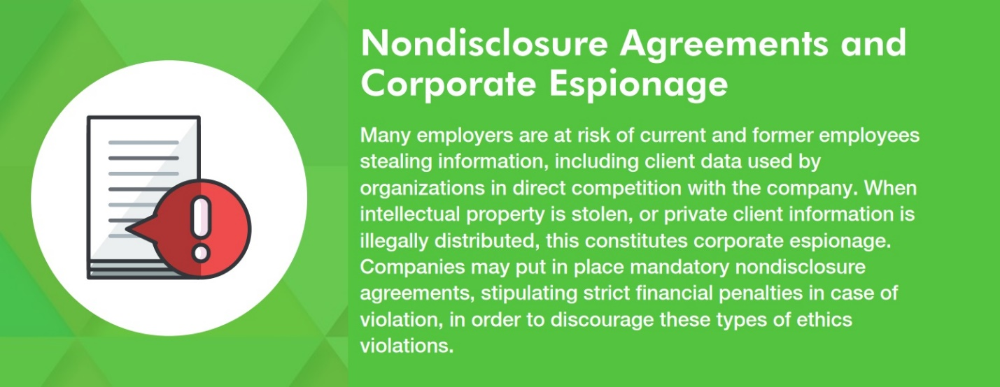 Nondisclosure Agreements and
Corporate Espionage
Many employers are at risk of current and former employees
stealing information, including client data used by
organizations in direct competition with the company. When
intellectual property is stolen, or private client information is
illegally distributed, this constitutes corporate espionage.
Companies may put in place mandatory nondisclosure
agreements, stipulating strict financial penalties in case of
violation, in order to discourage these types of ethics
violations.